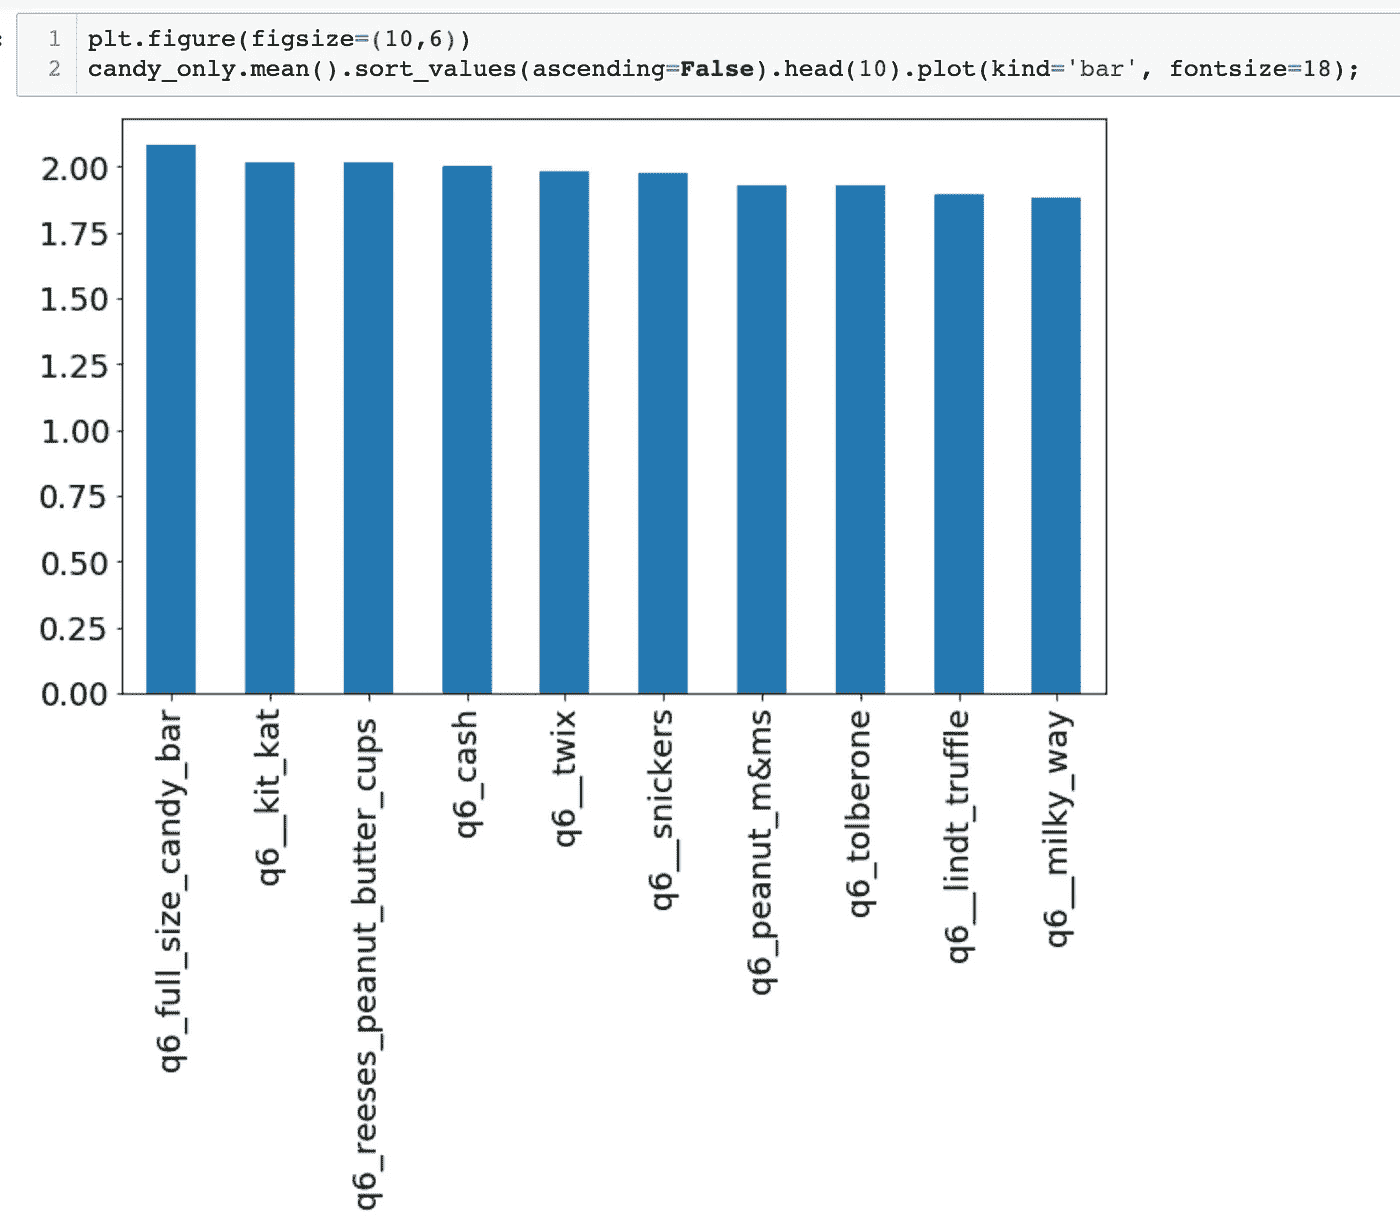 1 plt.figure(figsize=(10,6))
2 candy_only.mean().sort_values(ascending=False).head(10).plot(kind='bar', fontsize=18);
2.00
1.75
1.50
1.25
1.00
0.75
0.50
0.25
0.00
q6_full_size_candy_bar
q6__kit_kat
q6_reeses_peanut_butter_cups
q6_cash
q6__twix
q6__snickers
q6_peanut_m&ms
q6_tolberone
q6__lindt_truffle
q6__milky_way